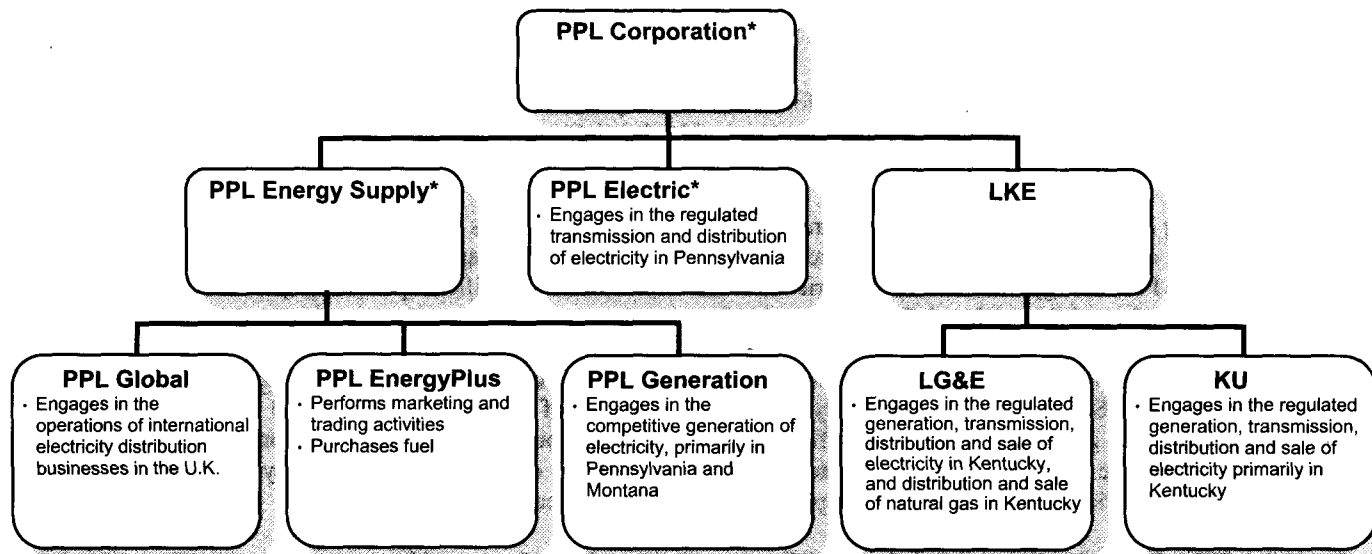 PPL Corporation*
PPL Energy Supply*
PPL Electric*
· Engages in the regulated
transmission and distribution
of electricity in Pennsylvania
LKE
PPL Global
· Engages in the
operations of international
electricity distribution
businesses in the U.K.
PPL EnergyPlus
· Performs marketing and
trading activities
· Purchases fuel
PPL Generation
· Engages in the
competitive generation of
electricity, primarily in
Pennsylvania and
Montana
LG&E
· Engages in the regulated
generation, transmission,
distribution and sale of
electricity in Kentucky,
and distribution and sale
of natural gas in Kentucky
KU
· Engages in the regulated
generation, transmission,
distribution and sale of
electricity primarily in
Kentucky